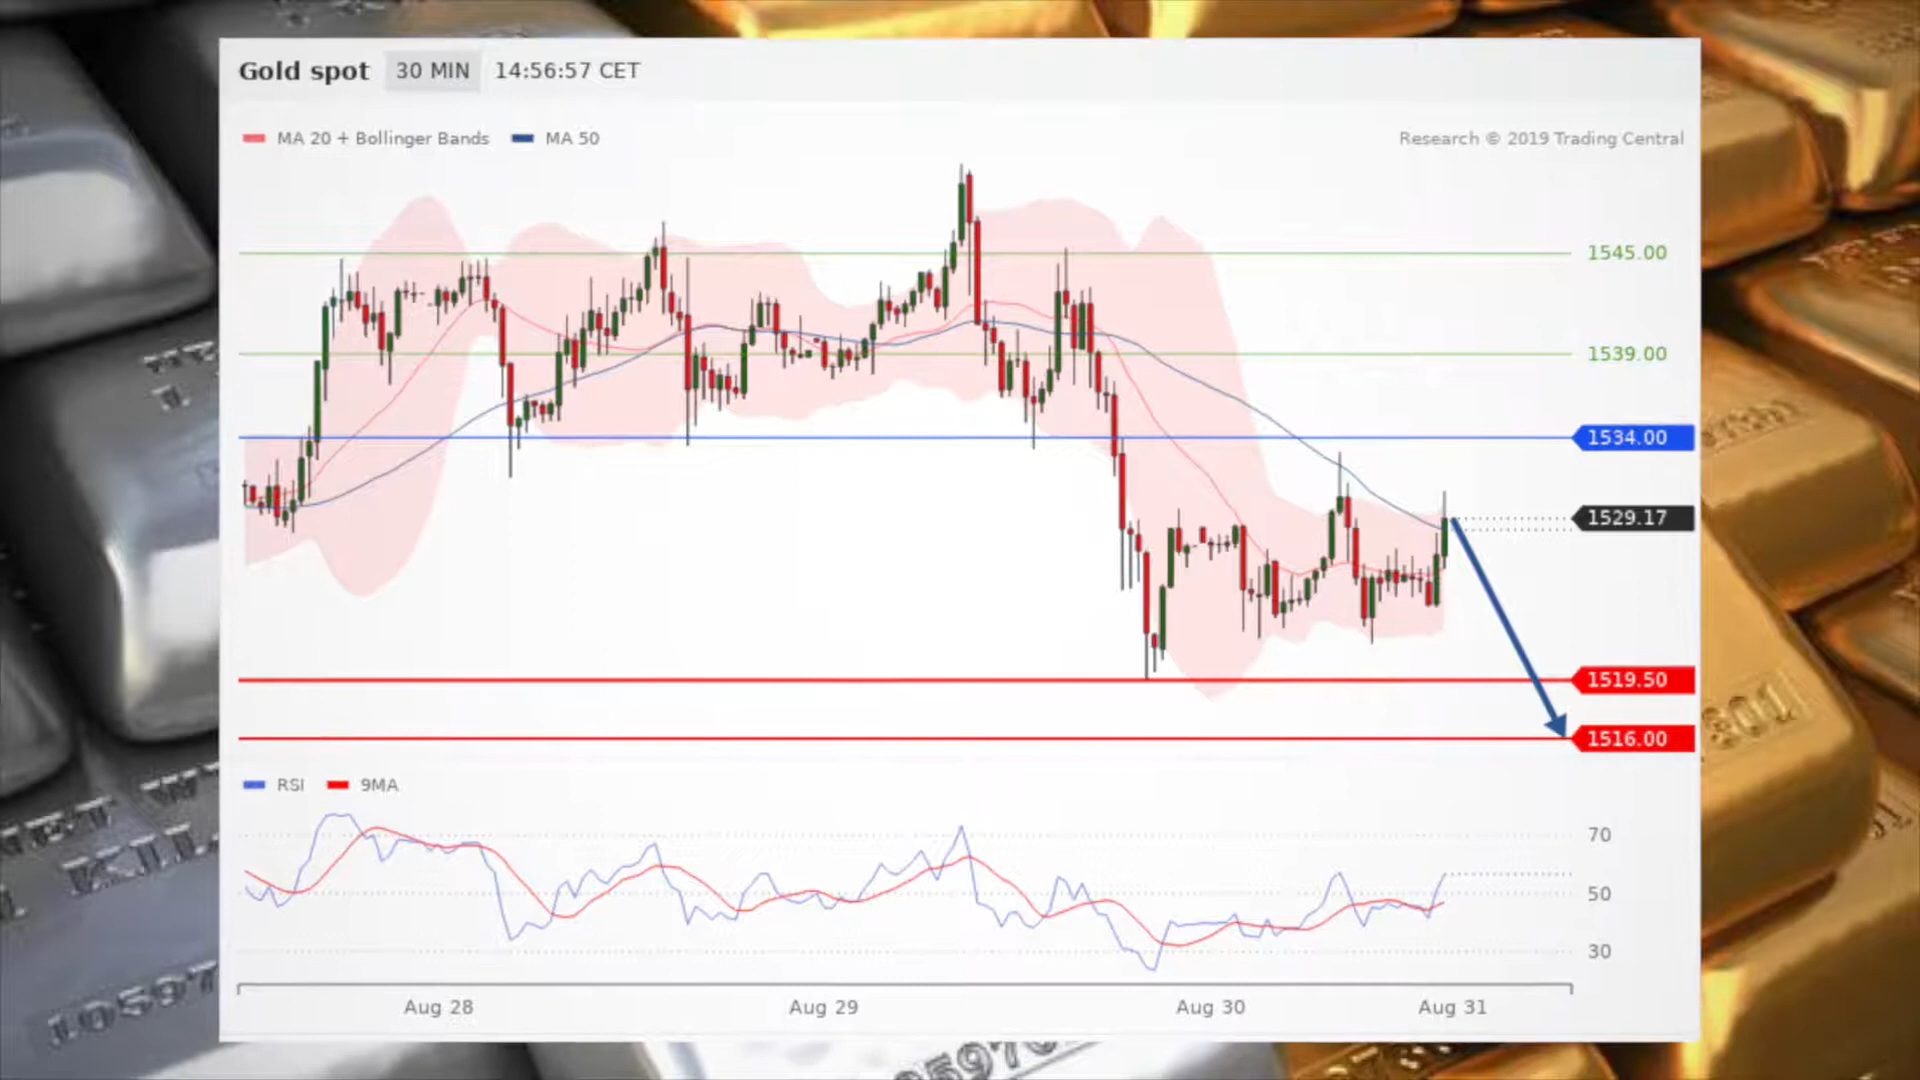 Gold spot 30 MIN 14:56:57 CET
MA 20 + Bollinger Bands MA 50 Research © 2019 Trading Central
1545.00
1539.00
1534.00
1529.17
1519.50
1516.00
RSI 9MA
70
50
30
Aug 28 Aug 29 Aug 30 Aug 31